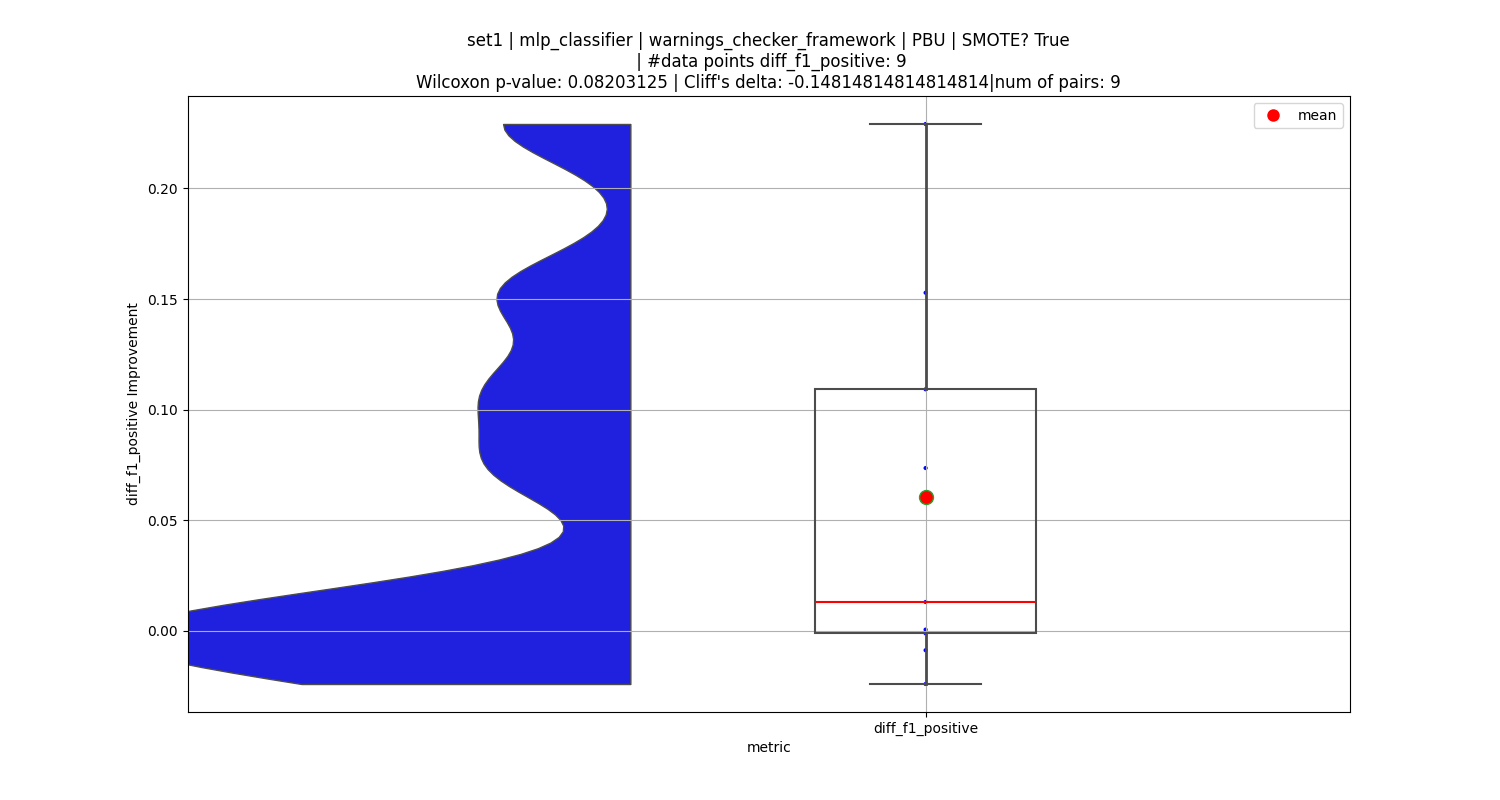 set1 | mlp_classifier | warnings_checker_framework | PBU | SMOTE? True
| #data points diff_f1_positive: 9
Wilcoxon p-value: 0.08203125 | Cliff's delta: -0.14814814814814814|num of pairs: 9
mean
0.20
0.15
0.10
0.05
0.00
diff_f1_positive Improvement
diff_f1_positive
metric